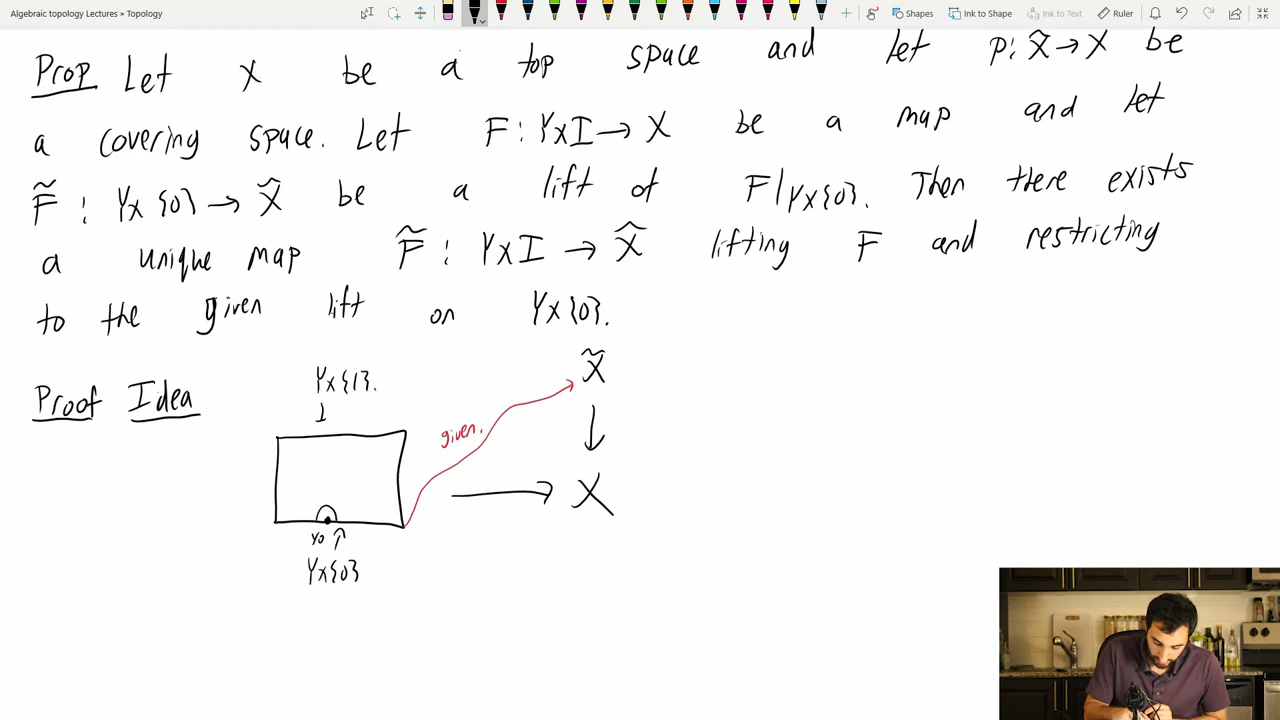 Algebraic topology Lectures » Topology
Shapes Ink to Shape Ink to Text Ruler
Prop Let X be a top space and let p: X̃ → X be
a covering space. Let F: Y×I → X be a map and let
F̃ : Y×{0} → X̃ be a lift of F|Y×{0}. Then there exists
a unique map F̃ : Y×I → X̃ lifting F and restricting
to the given lift on Y×{0}.
Proof Idea
Y×{1}.
↓
X̃
given.
↓
→ X
y0 ↑
Y×{0}